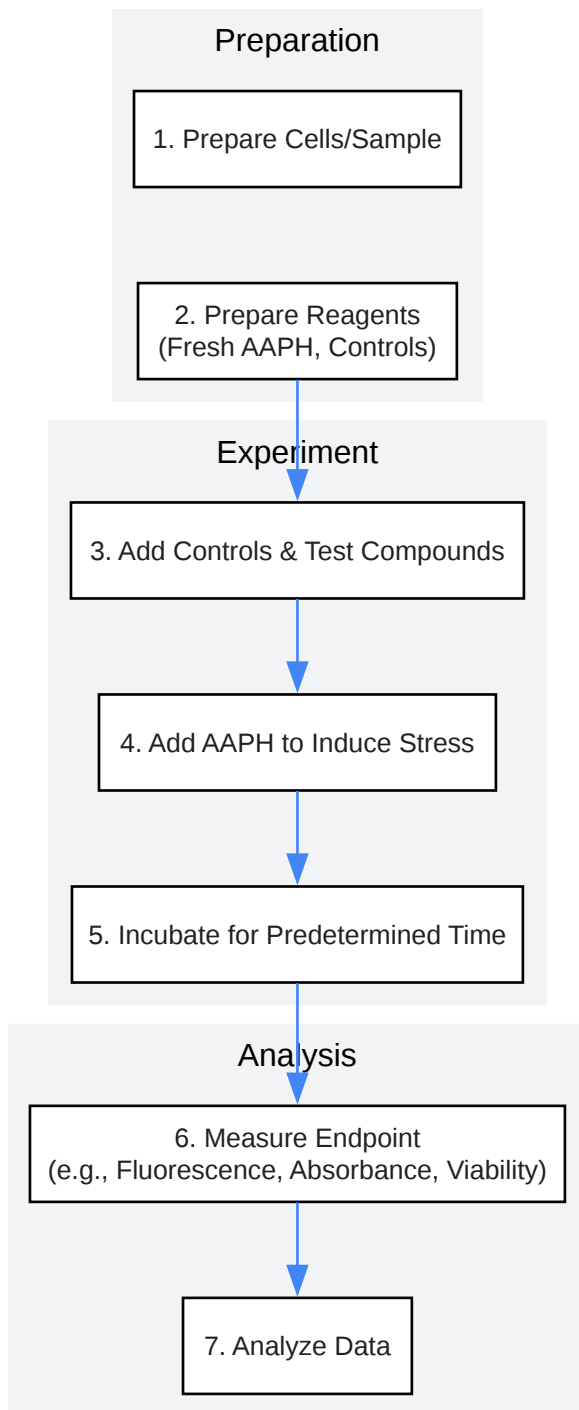 Preparation
1. Prepare Cells/Sample
2. Prepare Reagents
(Fresh AAPH, Controls)
Experiment
3. Add Controls & Test Compounds
4. Add AAPH to Induce Stress
5. Incubate for Predetermined Time
Analysis
6. Measure Endpoint
(e.g., Fluorescence, Absorbance, Viability)
7. Analyze Data